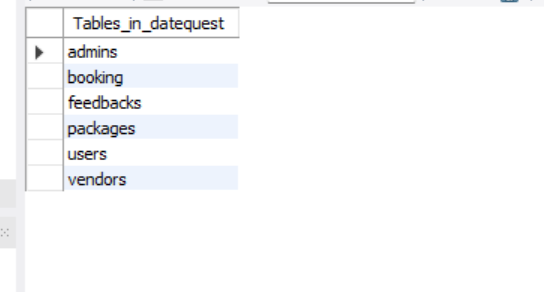 Tables_in_datequest
admins
booking
feedbacks
packages
users
vendors